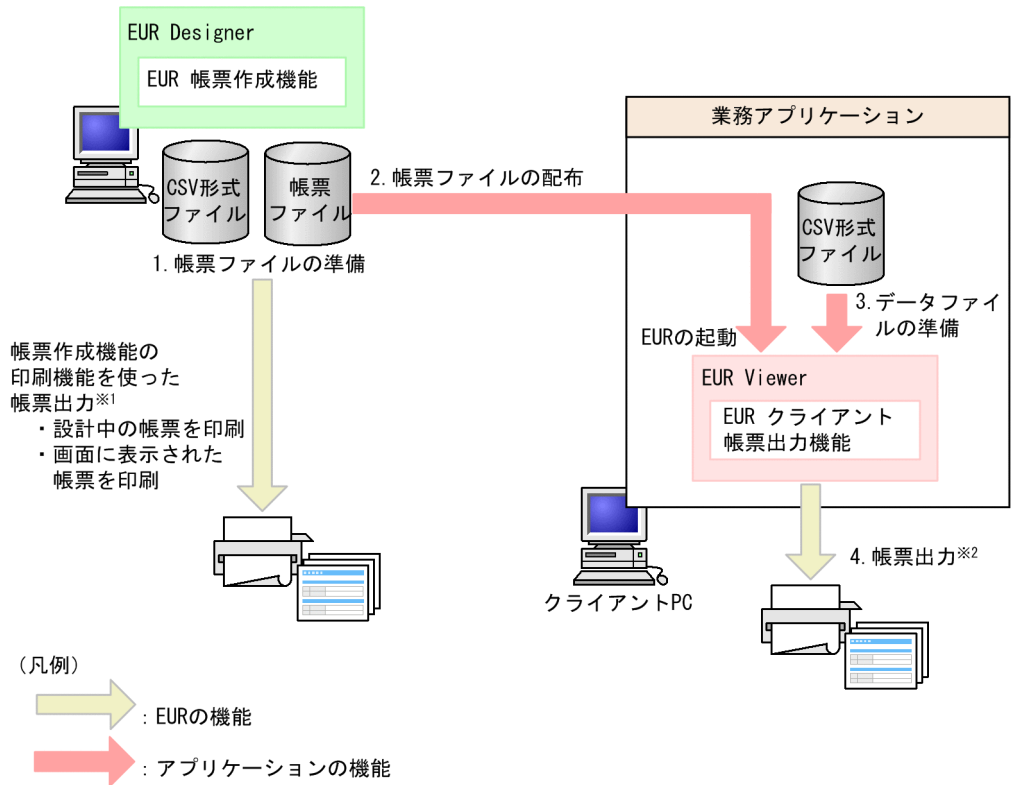 EUR Designer
EUR 帳票作成機能
CSV形式
ファイル
帳票
ファイル
1.帳票ファイルの準備
2.帳票ファイルの配布
業務アプリケーション
CSV形式
ファイル
3.データファイ
ルの準備
EURの起動
EUR Viewer
EUR クライアント
帳票出力機能
帳票作成機能の
印刷機能を使った
帳票出力※1
・設計中の帳票を印刷
・画面に表示された
帳票を印刷
クライアントPC
4.帳票出力※2
（凡例）
：EURの機能
：アプリケーションの機能